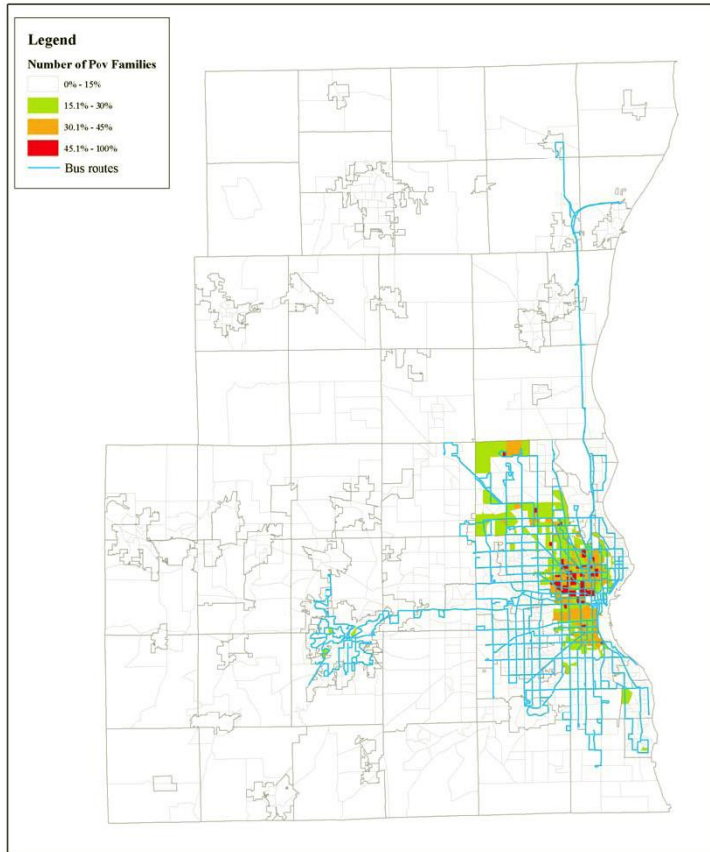 Legend
Number of Pov Families
0% - 15%
15.1% - 30%
30.1% - 45%
45.1% - 100%
Bus routes